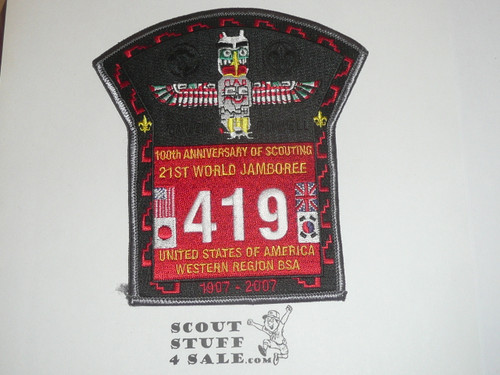 100th ANNIVERSARY OF SCOUTING
21ST WORLD JAMBOREE
419
UNITED STATES OF AMERICA
WESTERN REGION BSA
1907 - 2007
SCOUT
STUFF
4 SALE.com